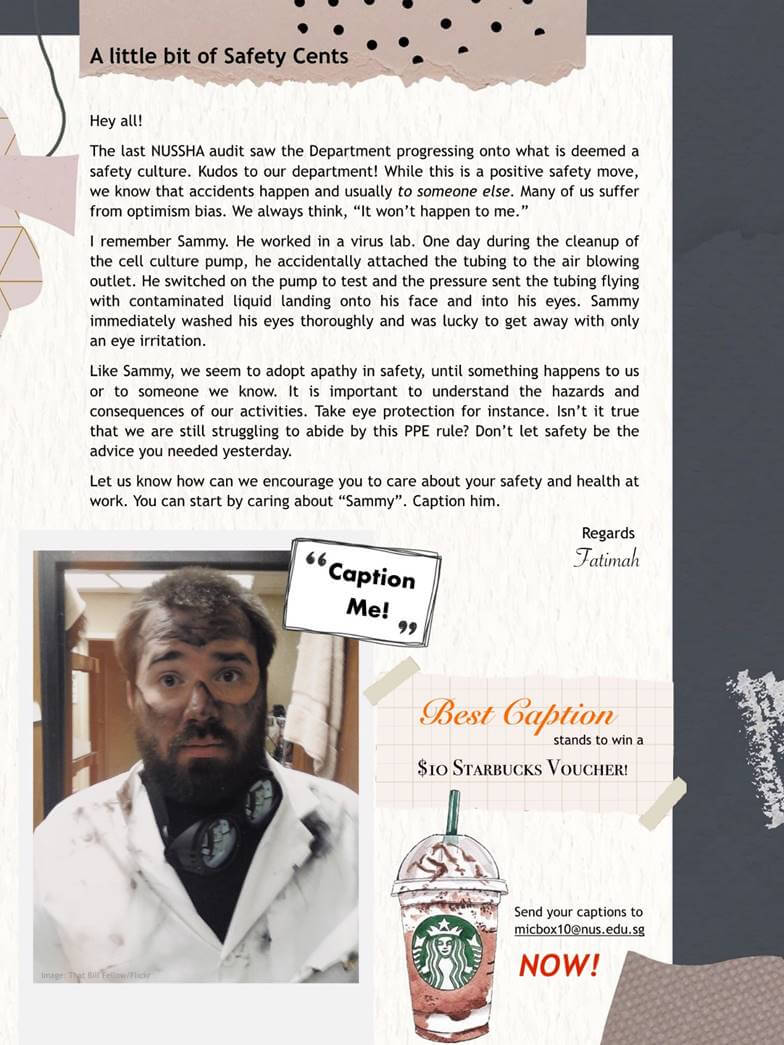 A little bit of Safety Cents
Hey all!
The last NUSSHA audit saw the Department progressing onto what is deemed a
safety culture. Kudos to our department! While this is a positive safety move,
we know that accidents happen and usually to someone else. Many of us suffer
from optimism bias. We always think, “It won’t happen to me.”
I remember Sammy. He worked in a virus lab. One day during the cleanup of
the cell culture pump, he accidentally attached the tubing to the air blowing
outlet. He switched on the pump to test and the pressure sent the tubing flying
with contaminated liquid landing onto his face and into his eyes. Sammy
immediately washed his eyes thoroughly and was lucky to get away with only
an eye irritation.
Like Sammy, we seem to adopt apathy in safety, until something happens to us
or to someone we know. It is important to understand the hazards and
consequences of our activities. Take eye protection for instance. Isn’t it true
that we are still struggling to abide by this PPE rule? Don’t let safety be the
advice you needed yesterday.
Let us know how can we encourage you to care about your safety and health at
work. You can start by caring about “Sammy”. Caption him.
Regards
Fatimah
“Caption
Me!
”
Best Caption
stands to win a
$10 STARBUCKS VOUCHER!
Send your captions to
micbox10@nus.edu.sg
NOW!
Image: That Bill Fellow/Flickr